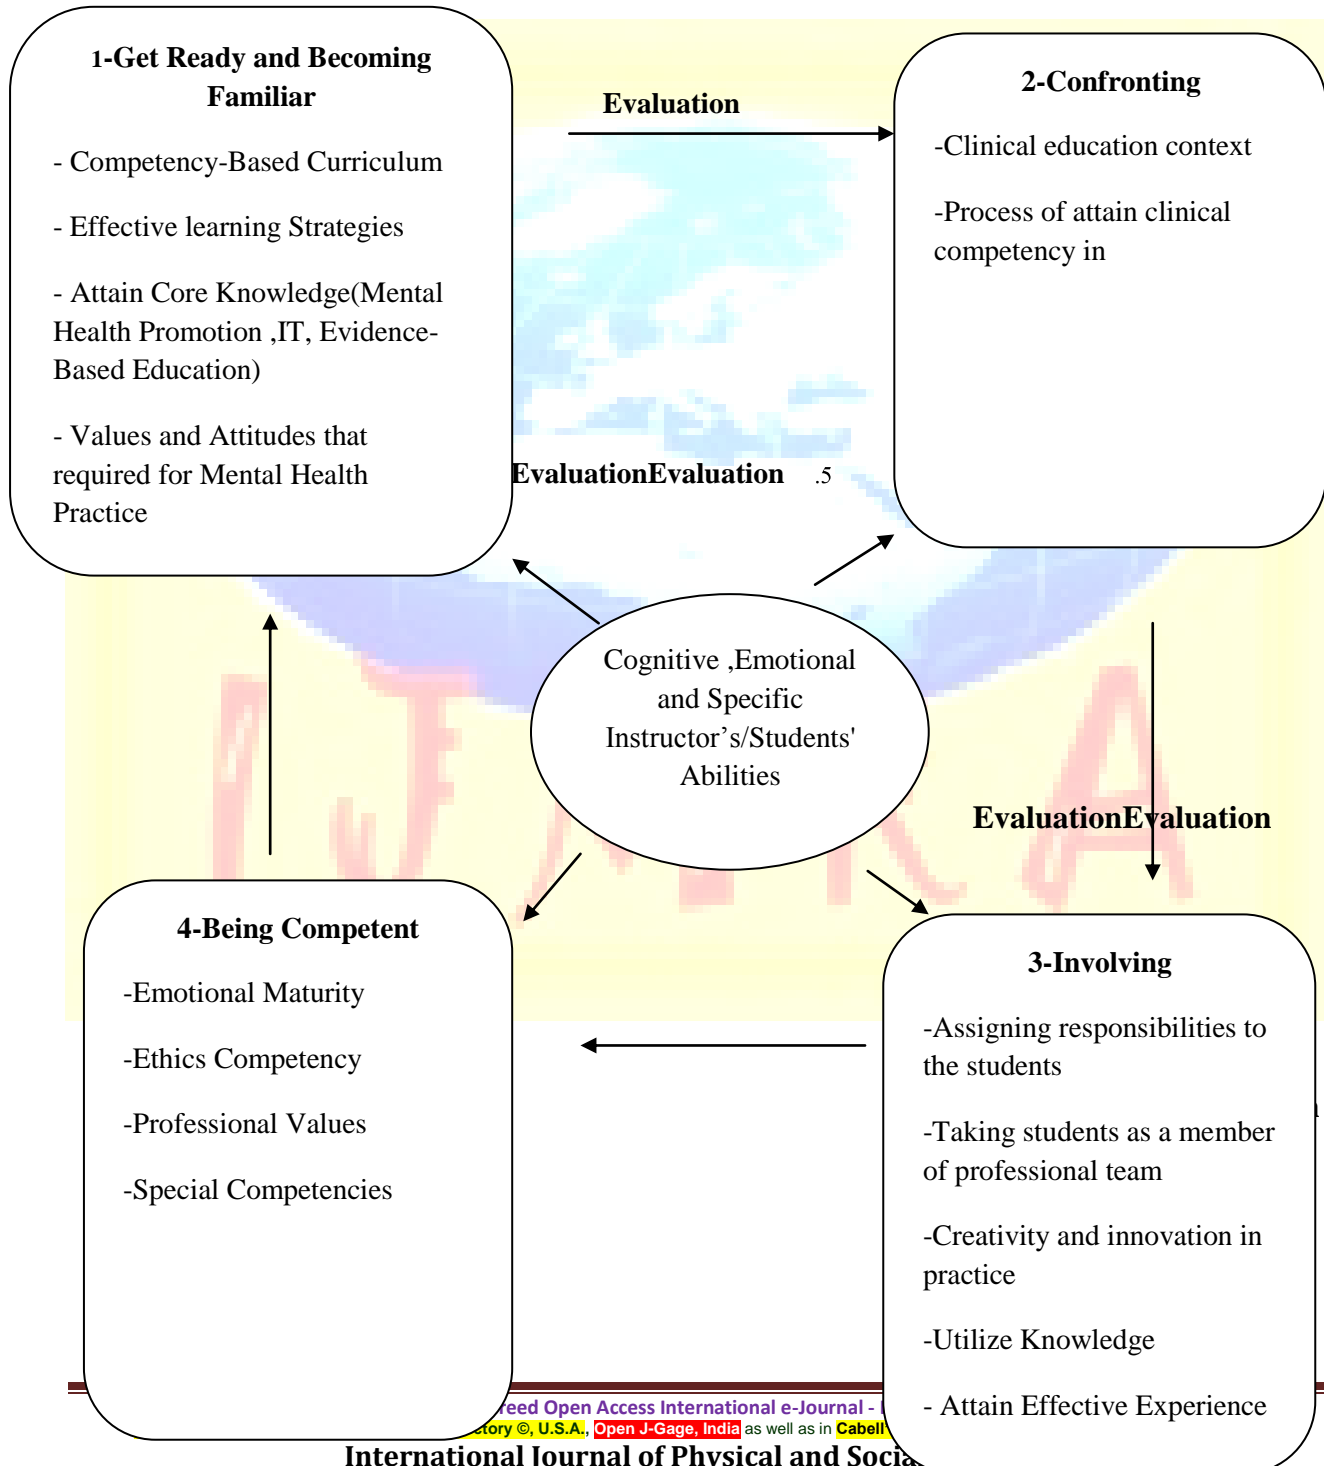 1-Get Ready and Becoming
Familiar
- Competency-Based Curriculum
- Effective learning Strategies
- Attain Core Knowledge(Mental
Health Promotion ,IT, Evidence-
Based Education)
- Values and Attitudes that
required for Mental Health
Practice
Evaluation
2-Confronting
-Clinical education context
-Process of attain clinical
competency in
EvaluationEvaluation .5
Cognitive ,Emotional
and Specific
Instructor’s/Students'
Abilities
EvaluationEvaluation
4-Being Competent
-Emotional Maturity
-Ethics Competency
-Professional Values
-Special Competencies
3-Involving
-Assigning responsibilities to
the students
-Taking students as a member
of professional team
-Creativity and innovation in
practice
-Utilize Knowledge
- Attain Effective Experience
Open Access International e-Journal -
©, U.S.A., Open J-Gage, India as well as in Cabell
International Journal of Physical and
IJMRA